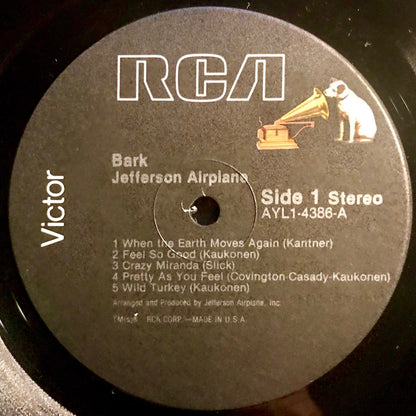 RCA
Victor
Bark
Jefferson Airplane
Side 1 Stereo
AYL1-4386-A
1 When the Earth Moves Again (Kantner)
2 Feel So Good (Kaukonen)
3 Crazy Miranda (Slick)
4 Pretty As You Feel (Covington-Casady-Kaukonen)
5 Wild Turkey (Kaukonen)
Arranged and Produced by Jefferson Airplane, Inc.
RCA CORP.—MADE IN U.S.A.